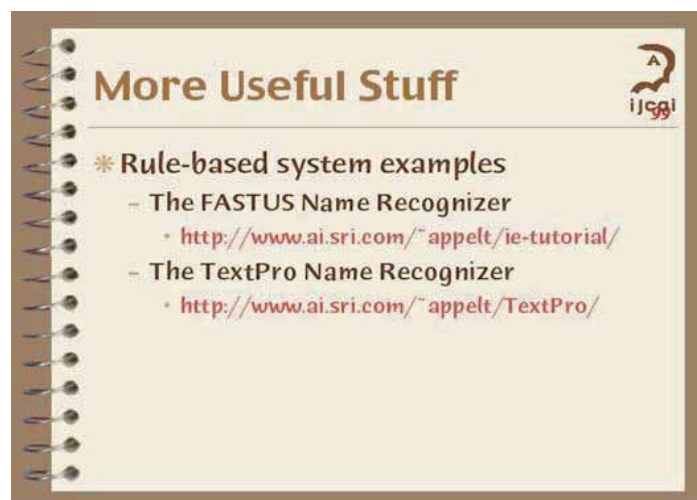 More Useful Stuff
A
ijcai
99
Rule-based system examples
– The FASTUS Name Recognizer
• http://www.ai.sri.com/~appelt/ie-tutorial/
– The TextPro Name Recognizer
• http://www.ai.sri.com/~appelt/TextPro/